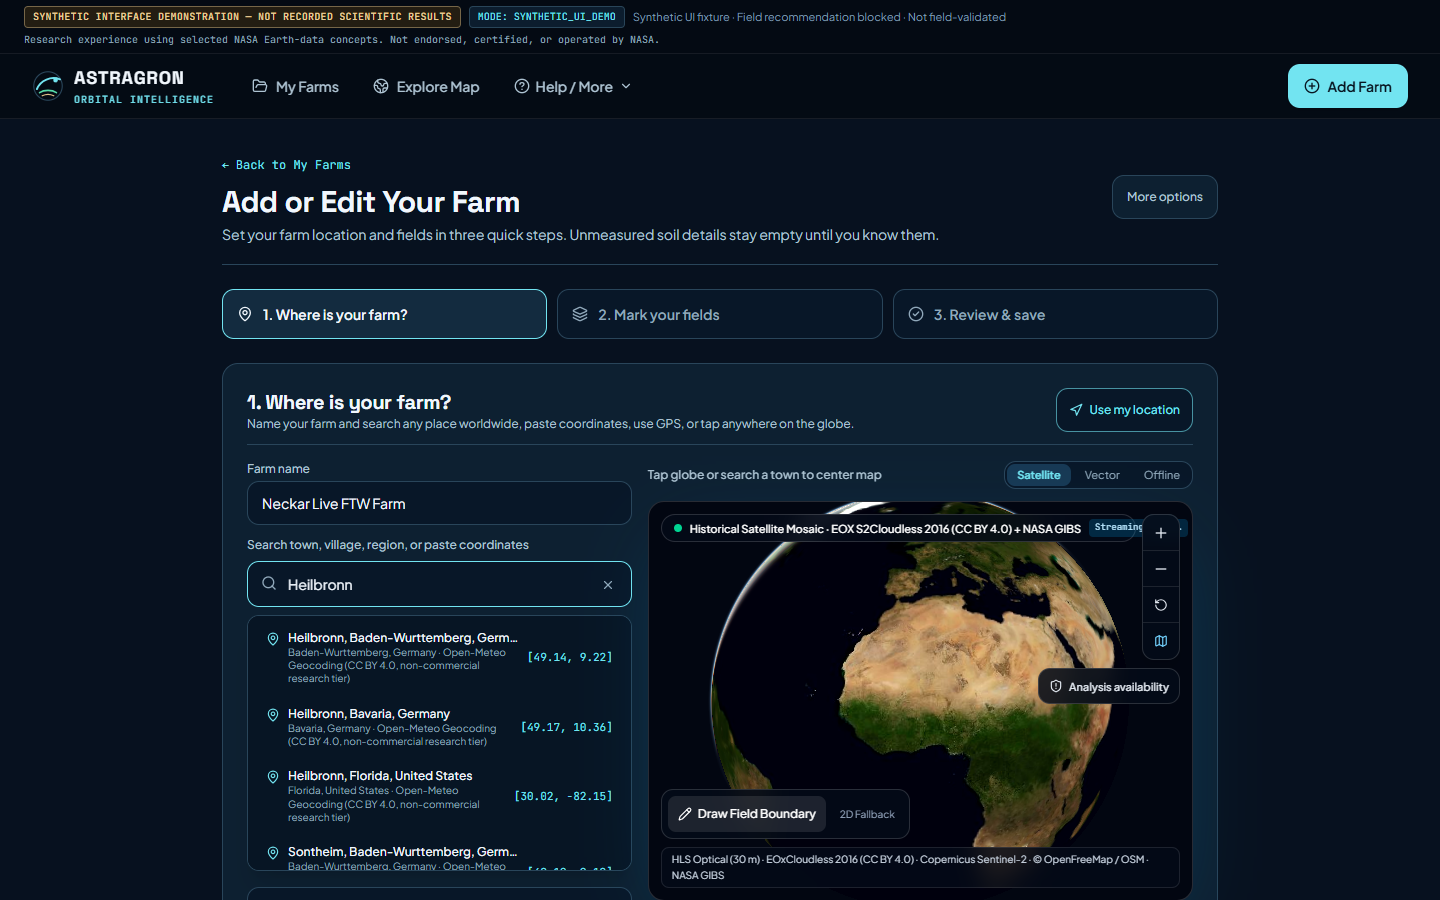 SYNTHETIC INTERFACE DEMONSTRATION — NOT RECORDED SCIENTIFIC RESULTS
MODE: SYNTHETIC_UI_DEMO
Synthetic UI fixture · Field recommendation blocked · Not field-validated
Research experience using selected NASA Earth-data concepts. Not endorsed, certified, or operated by NASA.
ASTRAGRON
ORBITAL INTELLIGENCE
My Farms
Explore Map
Help / More
Add Farm
← Back to My Farms
Add or Edit Your Farm
More options
Set your farm location and fields in three quick steps. Unmeasured soil details stay empty until you know them.
1. Where is your farm?
2. Mark your fields
3. Review & save
1. Where is your farm?
Name your farm and search any place worldwide, paste coordinates, use GPS, or tap anywhere on the globe.
Use my location
Farm name
Neckar Live FTW Farm
Search town, village, region, or paste coordinates
Heilbronn
Heilbronn, Baden-Wurttemberg, Germ...
Baden-Wurttemberg, Germany · Open-Meteo
Geocoding (CC BY 4.0, non-commercial
research tier)
[49.14, 9.22]
Heilbronn, Bavaria, Germany
Bavaria, Germany · Open-Meteo Geocoding
(CC BY 4.0, non-commercial research tier)
[49.17, 10.36]
Heilbronn, Florida, United States
Florida, United States · Open-Meteo
Geocoding (CC BY 4.0, non-commercial
research tier)
[30.02, -82.15]
Sontheim, Baden-Wurttemberg, Germ...
Baden-Wurttemberg, Germany · Open-Meteo
Tap globe or search a town to center map
Satellite
Vector
Offline
Historical Satellite Mosaic · EOX S2Cloudless 2016 (CC BY 4.0) + NASA GIBS
Streaming
Analysis availability
Draw Field Boundary
2D Fallback
HLS Optical (30 m) · EOxCloudless 2016 (CC BY 4.0) · Copernicus Sentinel-2 · © OpenFreeMap / OSM ·
NASA GIBS